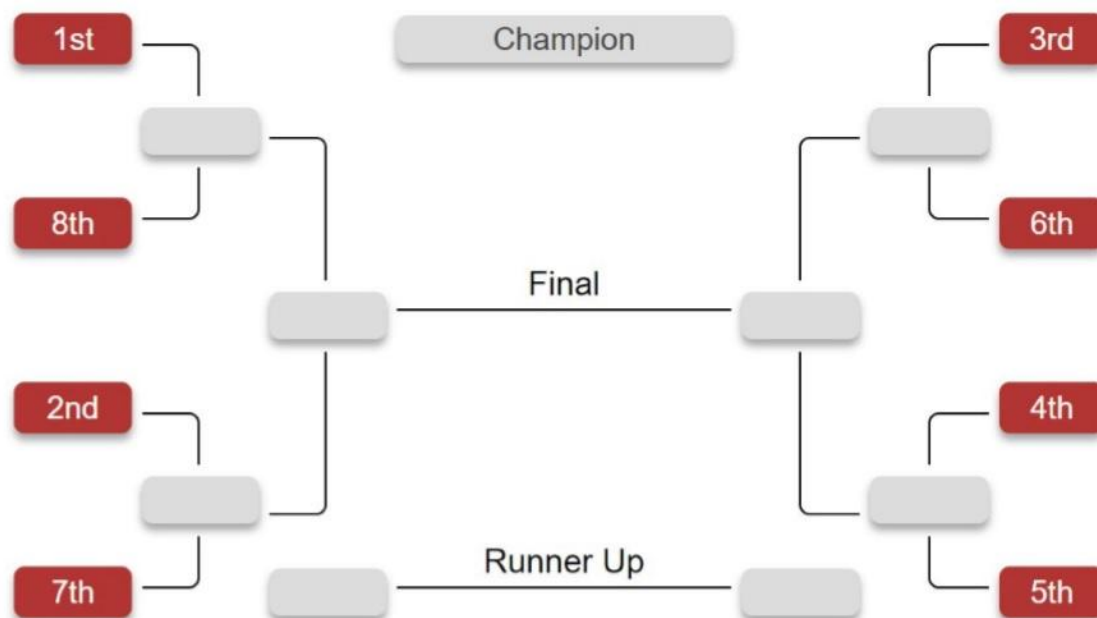 1st
Champion
3rd
8th
6th
Final
2nd
4th
Runner Up
7th
5th